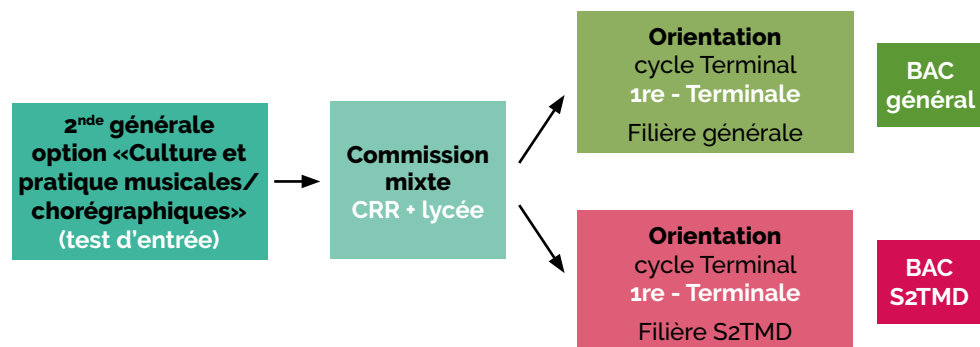 2nde générale
option «Culture et
pratique musicales/
chorégraphiques»
(test d'entrée)
Commission
mixte
CRR + lycée
Orientation
cycle Terminal
1re - Terminale
Filière générale
BAC
général
Orientation
cycle Terminal
1re - Terminale
Filière S2TMD
BAC
S2TMD